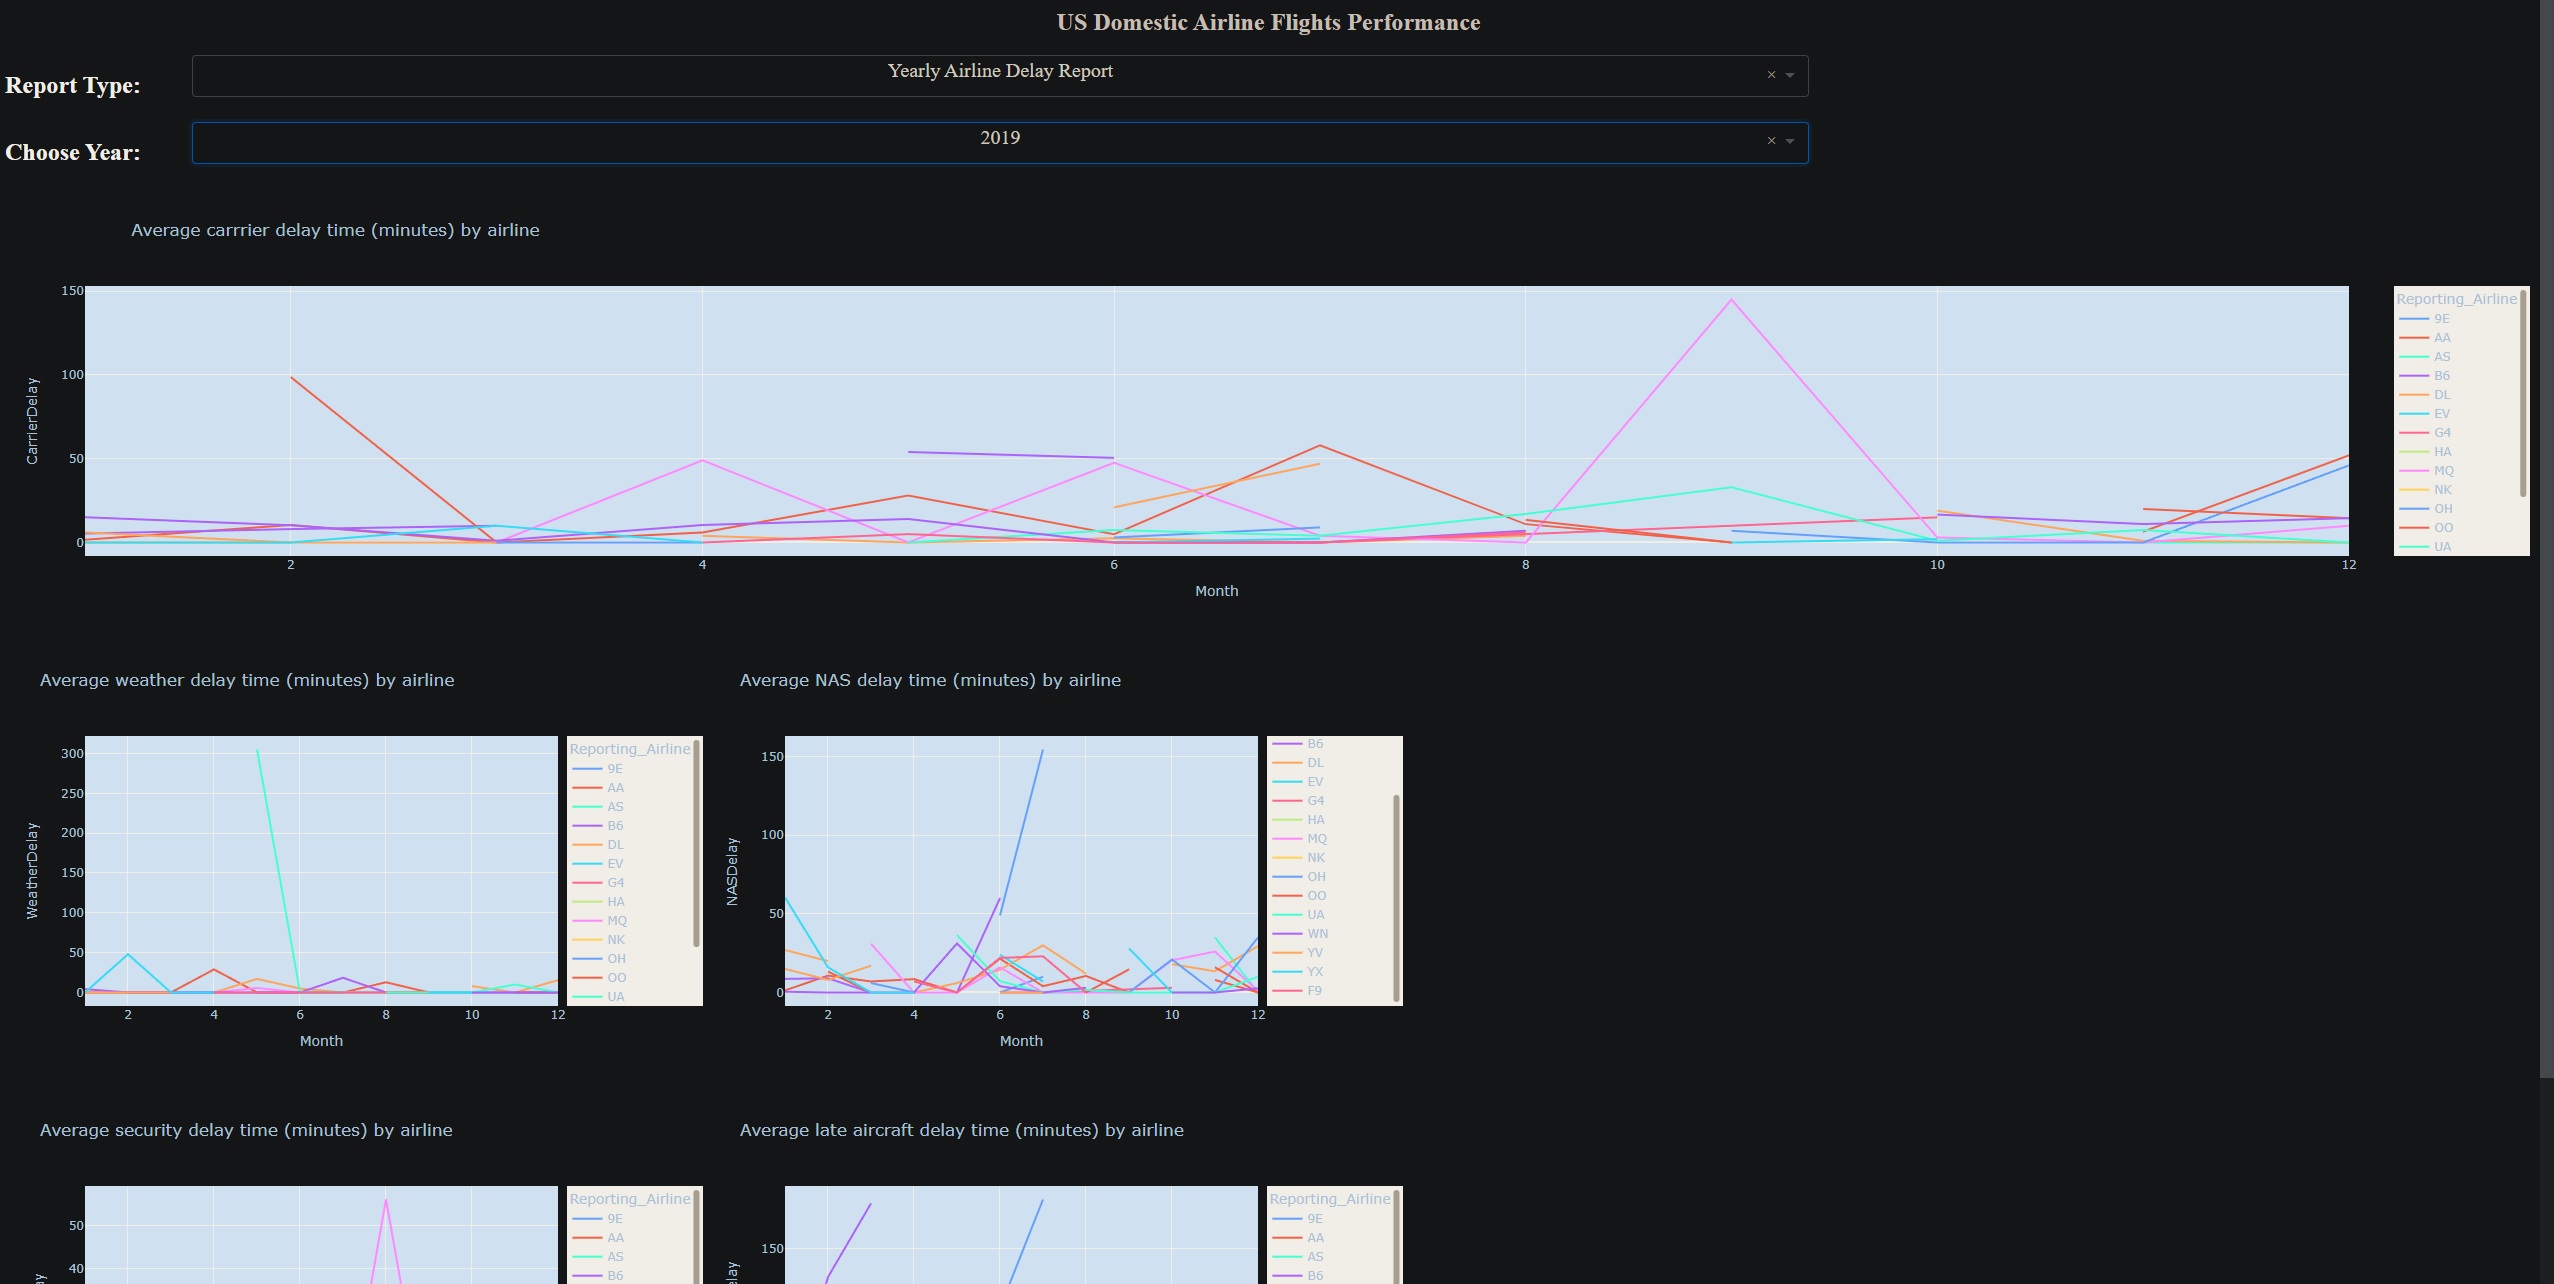 US Domestic Airline Flights Performance
Report Type:
Yearly Airline Delay Report
×
Choose Year:
2019
×
Average carrrier delay time (minutes) by airline
150
100
50
0
CarrierDelay
2
4
6
8
10
12
Month
Reporting_Airline
9E
AA
AS
B6
DL
EV
G4
HA
MQ
NK
OH
OO
UA
Average weather delay time (minutes) by airline
300
250
200
150
100
50
0
WeatherDelay
2
4
6
8
10
12
Month
Reporting_Airline
9E
AA
AS
B6
DL
EV
G4
HA
MQ
NK
OH
OO
UA
Average NAS delay time (minutes) by airline
150
100
50
0
NASDelay
2
4
6
8
10
12
Month
B6
DL
EV
G4
HA
MQ
NK
OH
OO
UA
WN
YV
YX
F9
Average security delay time (minutes) by airline
50
40
Reporting_Airline
9E
AA
AS
B6
Average late aircraft delay time (minutes) by airline
150
Reporting_Airline
9E
AA
AS
B6